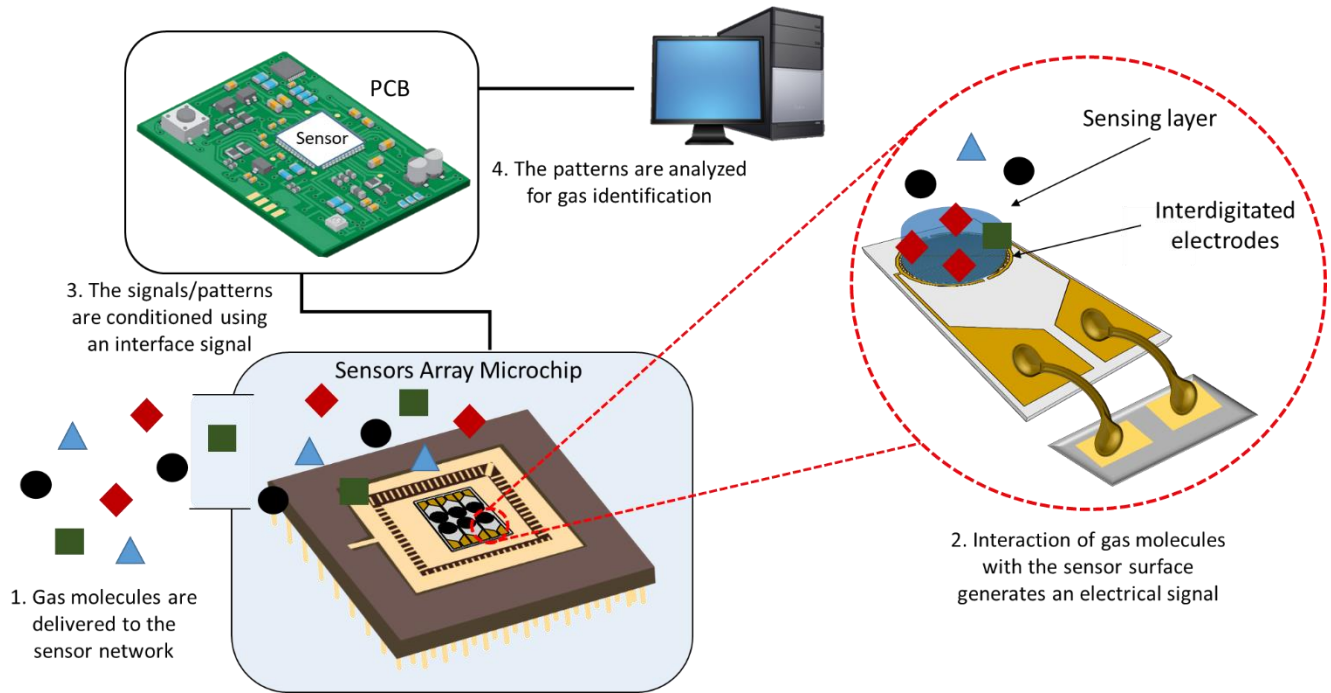 PCB
Sensor
4. The patterns are analyzed
for gas identification
Sensing layer
Interdigitated
electrodes
3. The signals/patterns
are conditioned using
an interface signal
Sensors Array Microchip
1. Gas molecules are
delivered to the
sensor network
2. Interaction of gas molecules
with the sensor surface
generates an electrical signal